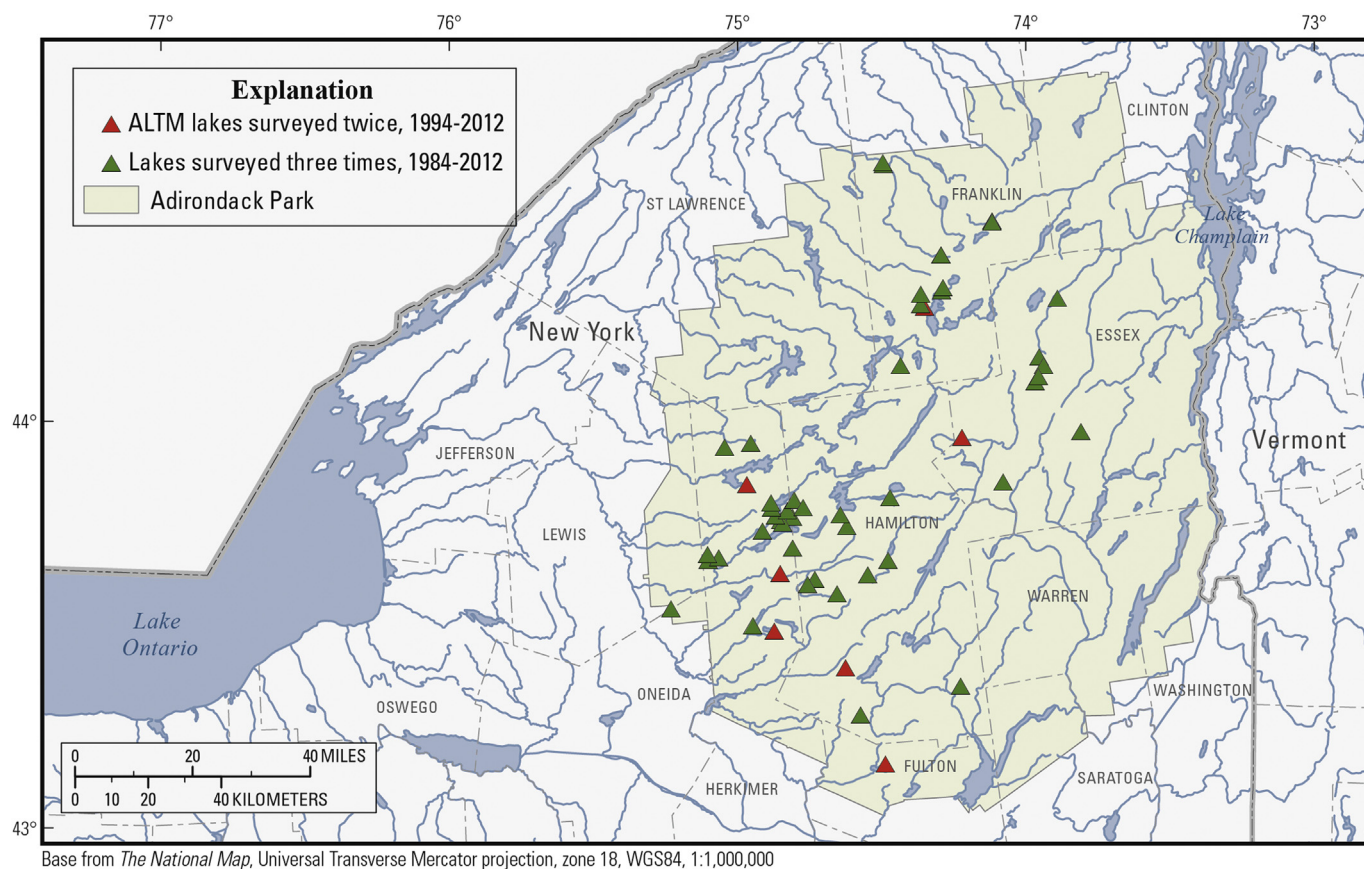 77°
76°
75°
74°
73°
Explanation
ALTM lakes surveyed twice, 1994-2012
Lakes surveyed three times, 1984-2012
Adirondack Park
CLINTON
FRANKLIN
ST LAWRENCE
Lake
Champlain
New York
ESSEX
44°
44°
Vermont
JEFFERSON
HAMILTON
LEWIS
WARREN
Lake
Ontario
ONEIDA
WASHINGTON
OSWEGO
0 20 40 MILES
0 10 20 40 KILOMETERS
FULTON
SARATOGA
HERKIMER
43°
Base from The National Map, Universal Transverse Mercator projection, zone 18, WGS84, 1:1,000,000